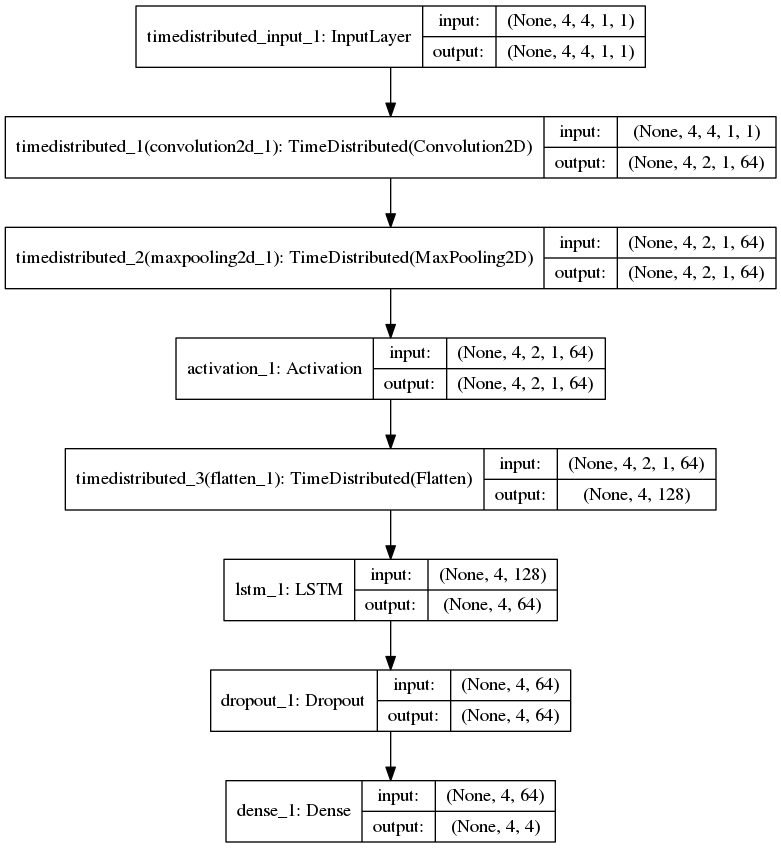 timedistributed_input_1: InputLayer
input:
(None, 4, 4, 1, 1)
output:
(None, 4, 4, 1, 1)
timedistributed_1(convolution2d_1): TimeDistributed(Convolution2D)
input:
(None, 4, 4, 1, 1)
output:
(None, 4, 2, 1, 64)
timedistributed_2(maxpooling2d_1): TimeDistributed(MaxPooling2D)
input:
(None, 4, 2, 1, 64)
output:
(None, 4, 2, 1, 64)
activation_1: Activation
input:
(None, 4, 2, 1, 64)
output:
(None, 4, 2, 1, 64)
timedistributed_3(flatten_1): TimeDistributed(Flatten)
input:
(None, 4, 2, 1, 64)
output:
(None, 4, 128)
lstm_1: LSTM
input:
(None, 4, 128)
output:
(None, 4, 64)
dropout_1: Dropout
input:
(None, 4, 64)
output:
(None, 4, 64)
dense_1: Dense
input:
(None, 4, 64)
output:
(None, 4, 4)